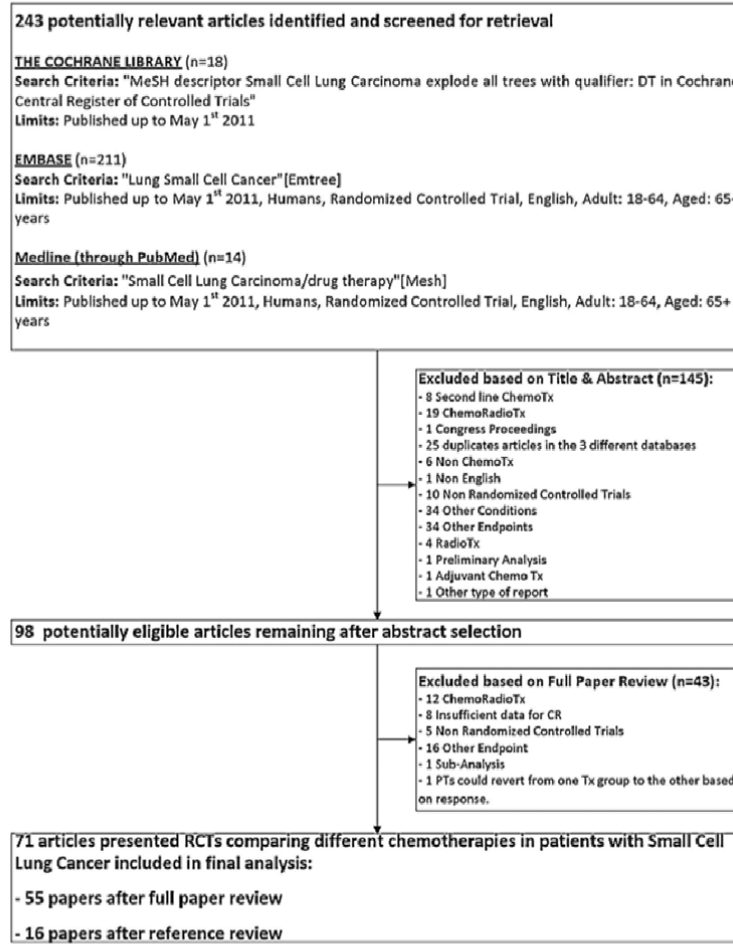 243 potentially relevant articles identified and screened for retrieval
THE COCHRANE LIBRARY (n=18)
Search Criteria: "MeSH descriptor Small Cell Lung Carcinoma explode all trees with qualifier: DT in Cochrane
Central Register of Controlled Trials"
Limits: Published up to May 1st 2011
EMBASE (n=211)
Search Criteria: "Lung Small Cell Cancer"[Emtree]
Limits: Published up to May 1st 2011, Humans, Randomized Controlled Trial, English, Adult: 18-64, Aged: 65+
years
Medline (through PubMed) (n=14)
Search Criteria: "Small Cell Lung Carcinoma/drug therapy"[Mesh]
Limits: Published up to May 1st 2011, Humans, Randomized Controlled Trial, English, Adult: 18-64, Aged: 65+
years
Excluded based on Title & Abstract (n=145):
- 8 Second line ChemoTx
- 19 ChemoRadioTx
- 1 Congress Proceedings
- 25 duplicates articles in the 3 different databases
- 6 Non ChemoTx
- 1 Non English
- 10 Non Randomized Controlled Trials
- 34 Other Conditions
- 34 Other Endpoints
- 4 RadioTx
- 1 Preliminary Analysis
- 1 Adjuvant Chemo Tx
- 1 Other type of report
98 potentially eligible articles remaining after abstract selection
Excluded based on Full Paper Review (n=43):
- 12 ChemoRadioTx
- 8 Insufficient data for CR
- 5 Non Randomized Controlled Trials
- 16 Other Endpoint
- 1 Sub-Analysis
- 1 PTs could revert from one Tx group to the other based
on response.
71 articles presented RCTs comparing different chemotherapies in patients with Small Cell
Lung Cancer included in final analysis:
- 55 papers after full paper review
- 16 papers after reference review